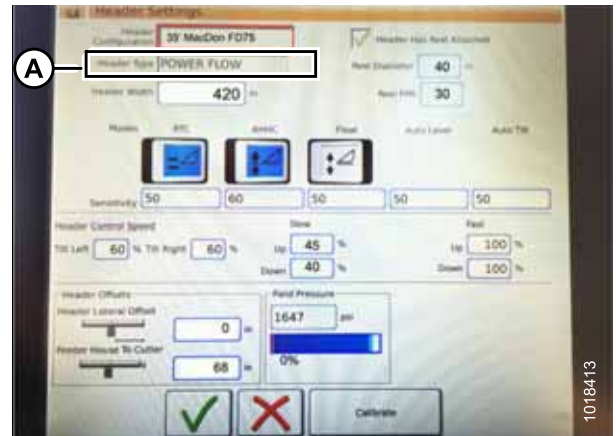 Header Settings
Header Configuration 35' MacDon FD75
Header Has Reel Attached
A
Header Type POWER FLOW
Reel Diameter 40 in
Header Width 420 in
Reel PPR 30
Modes RTC AHHC Float Auto Level Auto Tilt
Sensitivity 50 60 50 50 50
Header Control Speed
Slow Fast
Tilt Left 60 % Tilt Right 60 %
Up 45 % Up 100 %
Down 40 % Down 100 %
Header Offsets
Header Lateral Offset
0 in
Feeder House To Cutter
68 in
Field Pressure
1647 psi
0%
Calibrate
1018413